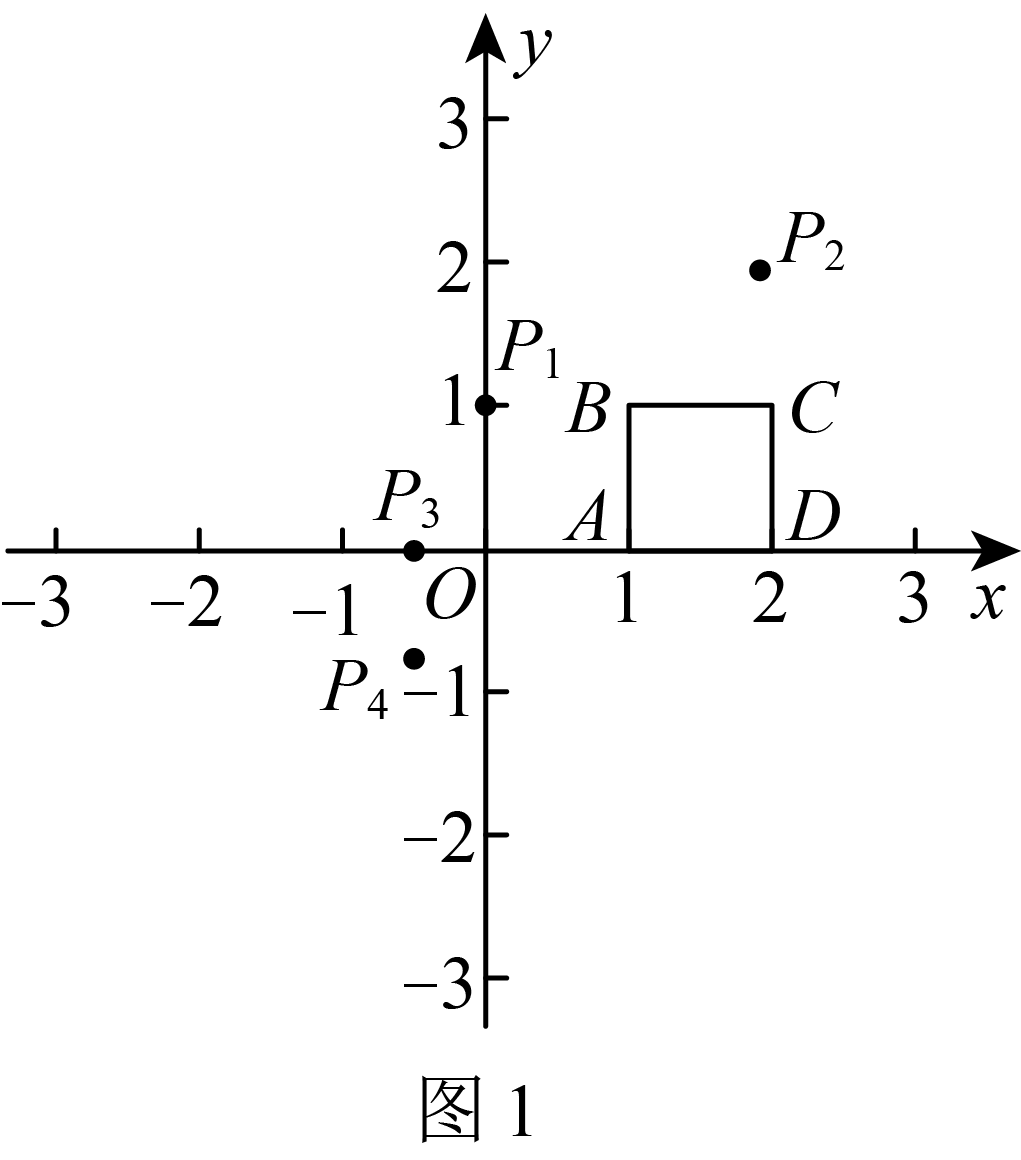 y
3
P₂
2
P₁
1
B C
P₃
A D
−3 −2 −1 O 1 2 3 x
P₄ −1
−2
−3
图 1